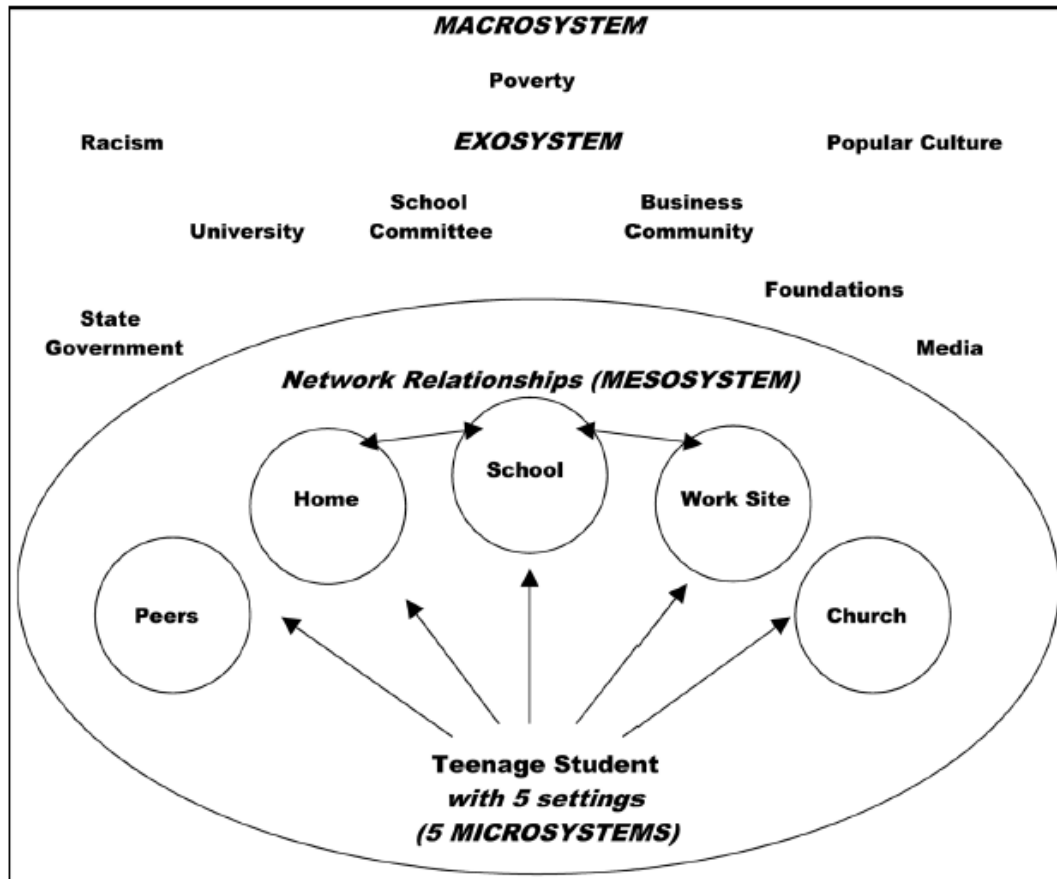 MACROSYSTEM
Poverty
Racism
EXOSYSTEM
Popular Culture
University
School
Committee
Business
Community
State
Government
Foundations
Media
Network Relationships (MESOSYSTEM)
Peers
Home
School
Work Site
Church
Teenage Student
with 5 settings
(5 MICROSYSTEMS)